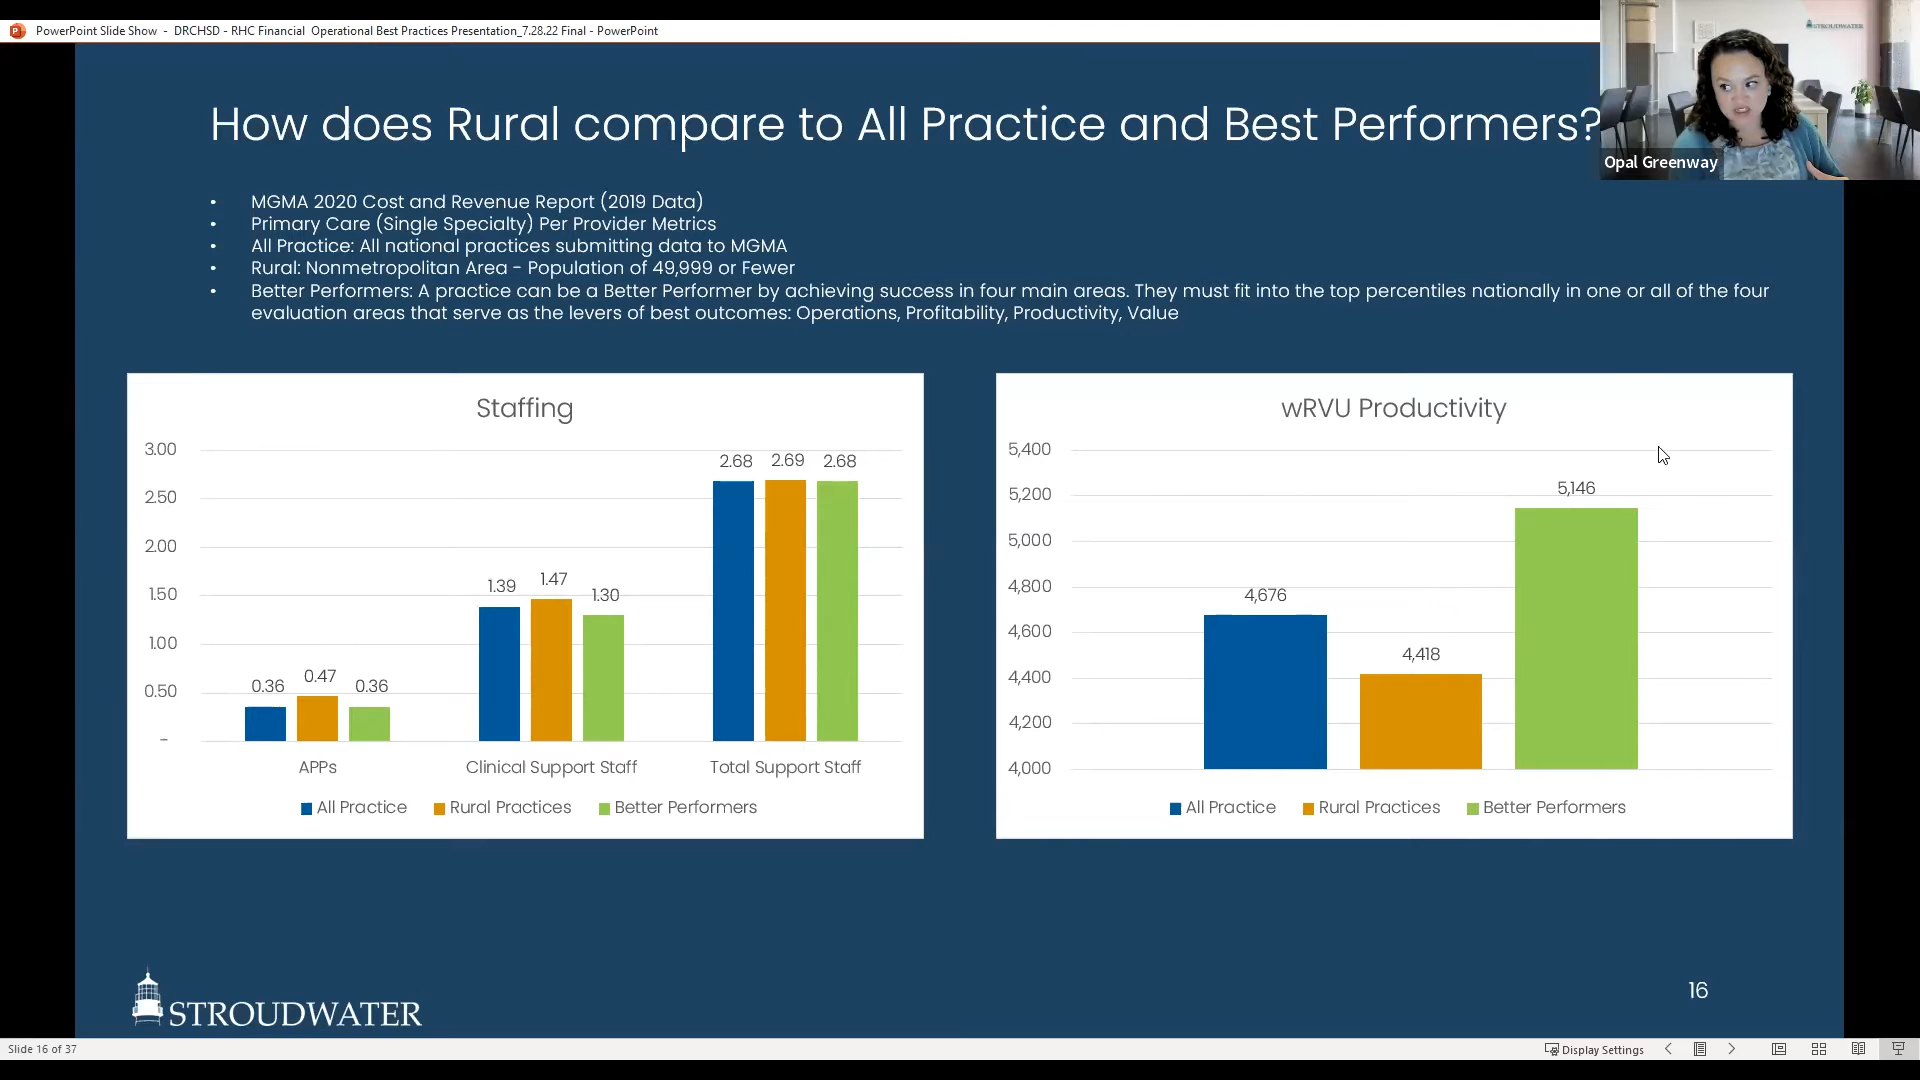 PowerPoint Slide Show - DRCHSD - RHC Financial Operational Best Practices Presentation_7.28.22 Final - PowerPoint
STROUDWATER
Opal Greenway
How does Rural compare to All Practice and Best Performers?
• MGMA 2020 Cost and Revenue Report (2019 Data)
• Primary Care (Single Specialty) Per Provider Metrics
• All Practice: All national practices submitting data to MGMA
• Rural: Nonmetropolitan Area - Population of 49,999 or Fewer
• Better Performers: A practice can be a Better Performer by achieving success in four main areas. They must fit into the top percentiles nationally in one or all of the four
evaluation areas that serve as the levers of best outcomes: Operations, Profitability, Productivity, Value
Staffing
3.00
2.50
2.00
1.50
1.00
0.50
-
0.36 0.47 0.36
1.39 1.47 1.30
2.68 2.69 2.68
APPs Clinical Support Staff Total Support Staff
All Practice Rural Practices Better Performers
wRVU Productivity
5,400
5,200
5,000
4,800
4,600
4,400
4,200
4,000
4,676 4,418 5,146
All Practice Rural Practices Better Performers
STROUDWATER
16
Slide 16 of 37
Display Settings